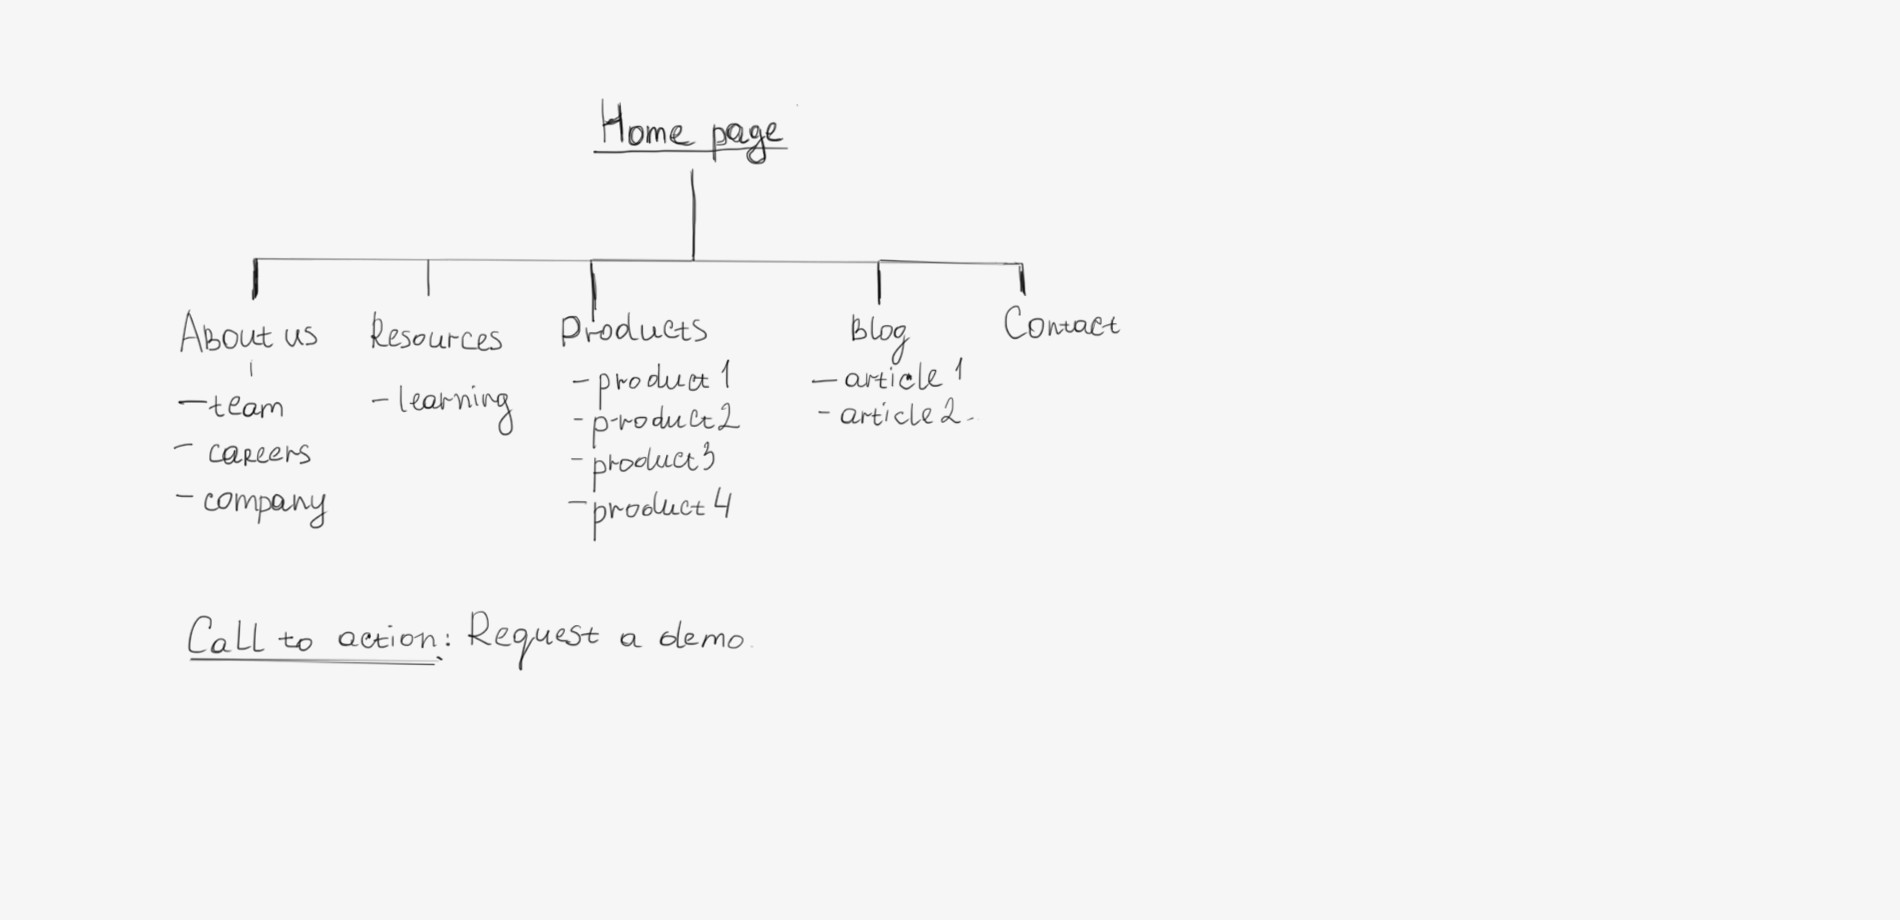 Home page
About us
Resources
Products
Blog
Contact
- team
- careers
- company
- learning
- product 1
- product 2
- product 3
- product 4
- article 1
- article 2.
Call to action: Request a demo.